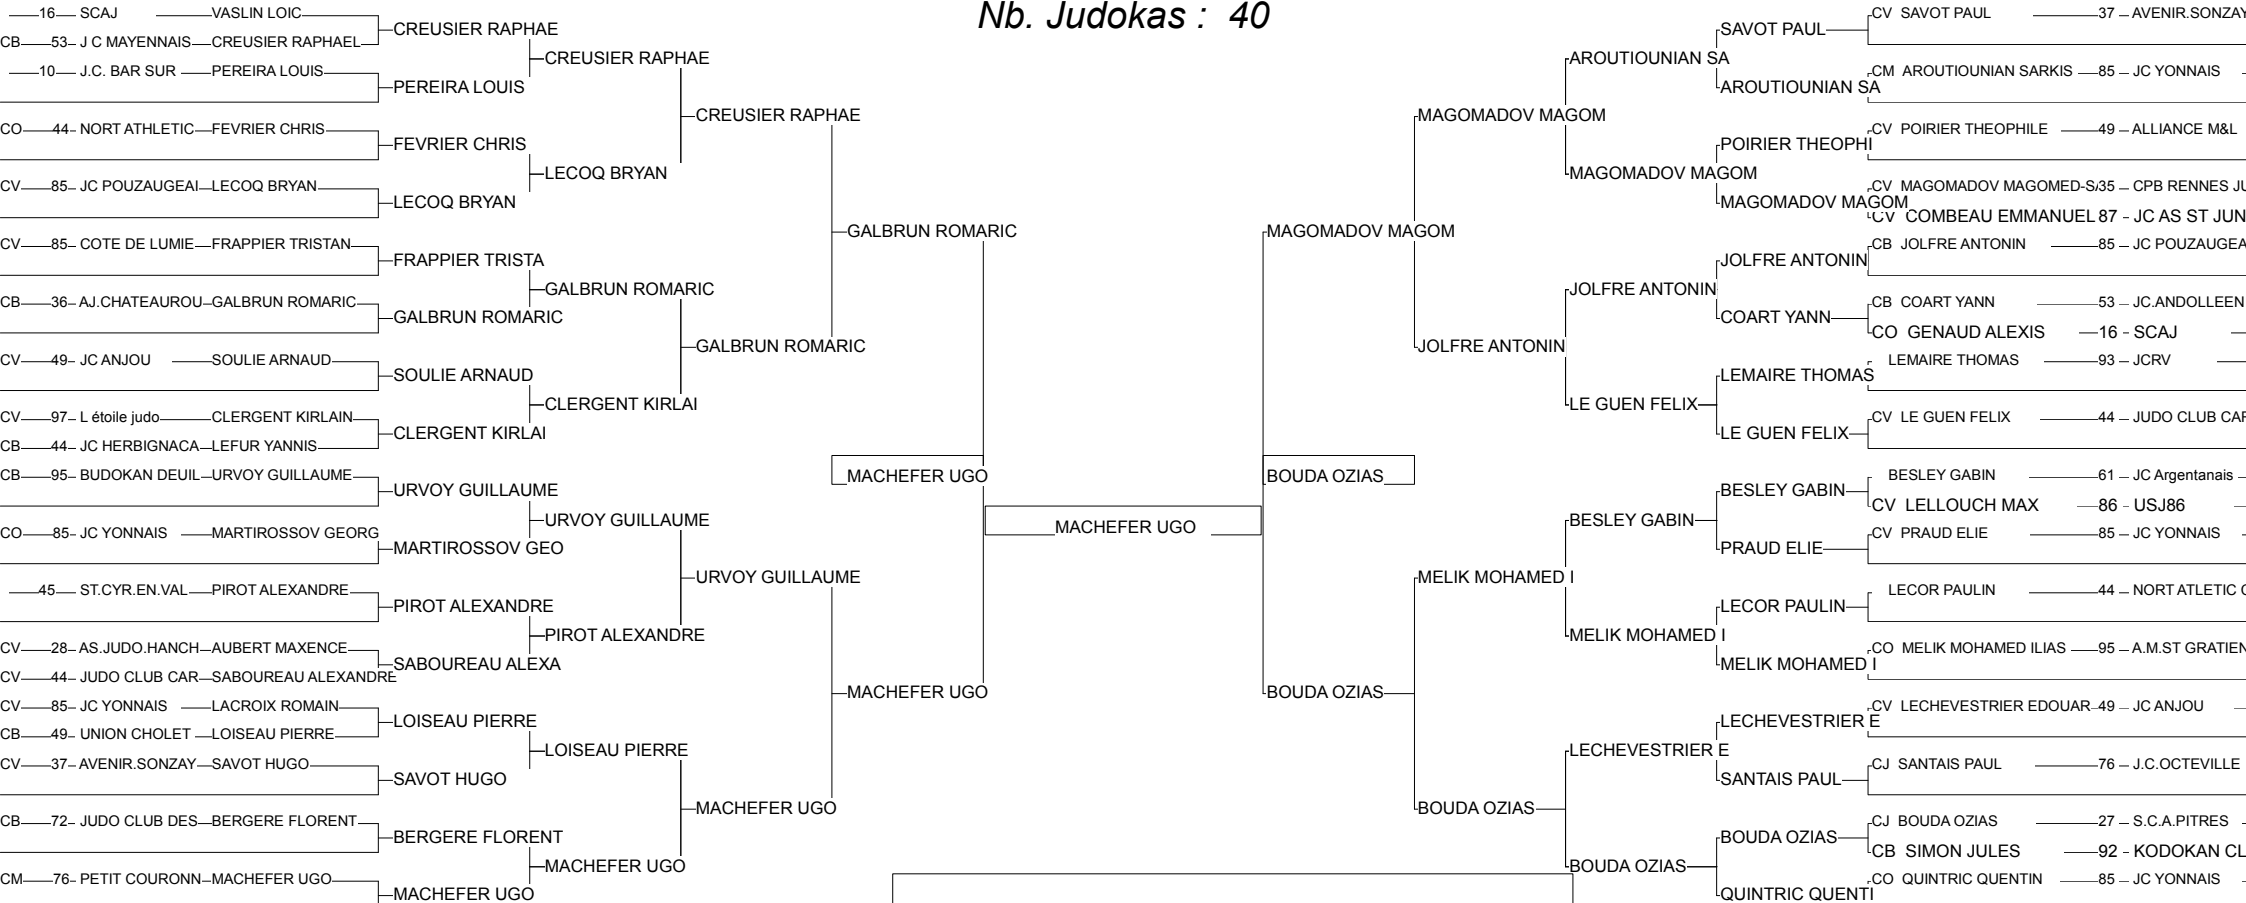 Nb. Judokas : 40
16 SCAJ VASLIN LOIC
CB 53 J C MAYENNAIS CREUSIER RAPHAEL
10 J.C. BAR SUR PEREIRA LOUIS
CO 44 NORT ATHLETIC FEVRIER CHRIS
CV 85 JC POUZAUGEAI LECOQ BRYAN
CV 85 COTE DE LUMIE FRAPPIER TRISTAN
CB 36 AJ.CHATEAUROU GALBRUN ROMARIC
CV 49 JC ANJOU SOULIE ARNAUD
CV 97 L étoile judo CLERGENT KIRLAIN
CB 44 JC HERBIGNACA LEFUR YANNIS
CB 95 BUDOKAN DEUIL URVOY GUILLAUME
CO 85 JC YONNAIS MARTIROSSOV GEORG
45 ST.CYR.EN.VAL PIROT ALEXANDRE
CV 28 AS.JUDO.HANCH AUBERT MAXENCE
CV 44 JUDO CLUB CAR SABOUREAU ALEXANDRE
CV 85 JC YONNAIS LACROIX ROMAIN
CB 49 UNION CHOLET LOISEAU PIERRE
CV 37 AVENIR.SONZAY SAVOT HUGO
CB 72 JUDO CLUB DES BERGERE FLORENT
CM 76 PETIT COURONN MACHEFER UGO
CREUSIER RAPHAE
PEREIRA LOUIS
FEVRIER CHRIS
LECOQ BRYAN
FRAPPIER TRISTA
GALBRUN ROMARIC
SOULIE ARNAUD
CLERGENT KIRLAI
URVOY GUILLAUME
MARTIROSSOV GEO
PIROT ALEXANDRE
SABOUREAU ALEXA
LOISEAU PIERRE
SAVOT HUGO
BERGERE FLORENT
MACHEFER UGO
CREUSIER RAPHAE
LECOQ BRYAN
GALBRUN ROMARIC
CLERGENT KIRLAI
URVOY GUILLAUME
PIROT ALEXANDRE
LOISEAU PIERRE
MACHEFER UGO
CREUSIER RAPHAE
GALBRUN ROMARIC
URVOY GUILLAUME
MACHEFER UGO
GALBRUN ROMARIC
MACHEFER UGO
MACHEFER UGO
MACHEFER UGO
MAGOMADOV MAGOM
BOUDA OZIAS
BOUDA OZIAS
MAGOMADOV MAGOM
JOLFRE ANTONIN
MELIK MOHAMED I
BOUDA OZIAS
AROUTIOUNIAN SA
MAGOMADOV MAGOM
JOLFRE ANTONIN
LE GUEN FELIX
BESLEY GABIN
MELIK MOHAMED I
LECHEVESTRIER E
BOUDA OZIAS
SAVOT PAUL
AROUTIOUNIAN SA
POIRIER THEOPHI
MAGOMADOV MAGOM
JOLFRE ANTONIN
COART YANN
LEMAIRE THOMAS
LE GUEN FELIX
BESLEY GABIN
PRAUD ELIE
LECOR PAULIN
MELIK MOHAMED I
LECHEVESTRIER E
SANTAIS PAUL
BOUDA OZIAS
QUINTRIC QUENTI
CV SAVOT PAUL 37 – AVENIR.SONZAY
CM AROUTIOUNIAN SARKIS 85 – JC YONNAIS
CV POIRIER THEOPHILE 49 – ALLIANCE M&L
CV MAGOMADOV MAGOMED-SA 35 – CPB RENNES JU
CV COMBEAU EMMANUEL 87 - JC AS ST JUN
CB JOLFRE ANTONIN 85 – JC POUZAUGEA
CB COART YANN 53 – JC.ANDOLLEEN
CO GENAUD ALEXIS 16 - SCAJ
LEMAIRE THOMAS 93 – JCRV
CV LE GUEN FELIX 44 – JUDO CLUB CAR
BESLEY GABIN 61 – JC Argentanais
CV LELLOUCH MAX 86 - USJ86
CV PRAUD ELIE 85 – JC YONNAIS
LECOR PAULIN 44 – NORT ATLETIC C
CO MELIK MOHAMED ILIAS 95 – A.M.ST GRATIEN
CV LECHEVESTRIER EDOUAR 49 – JC ANJOU
CJ SANTAIS PAUL 76 – J.C.OCTEVILLE
CJ BOUDA OZIAS 27 – S.C.A.PITRES
CB SIMON JULES 92 - KODOKAN CL
CO QUINTRIC QUENTIN 85 – JC YONNAIS